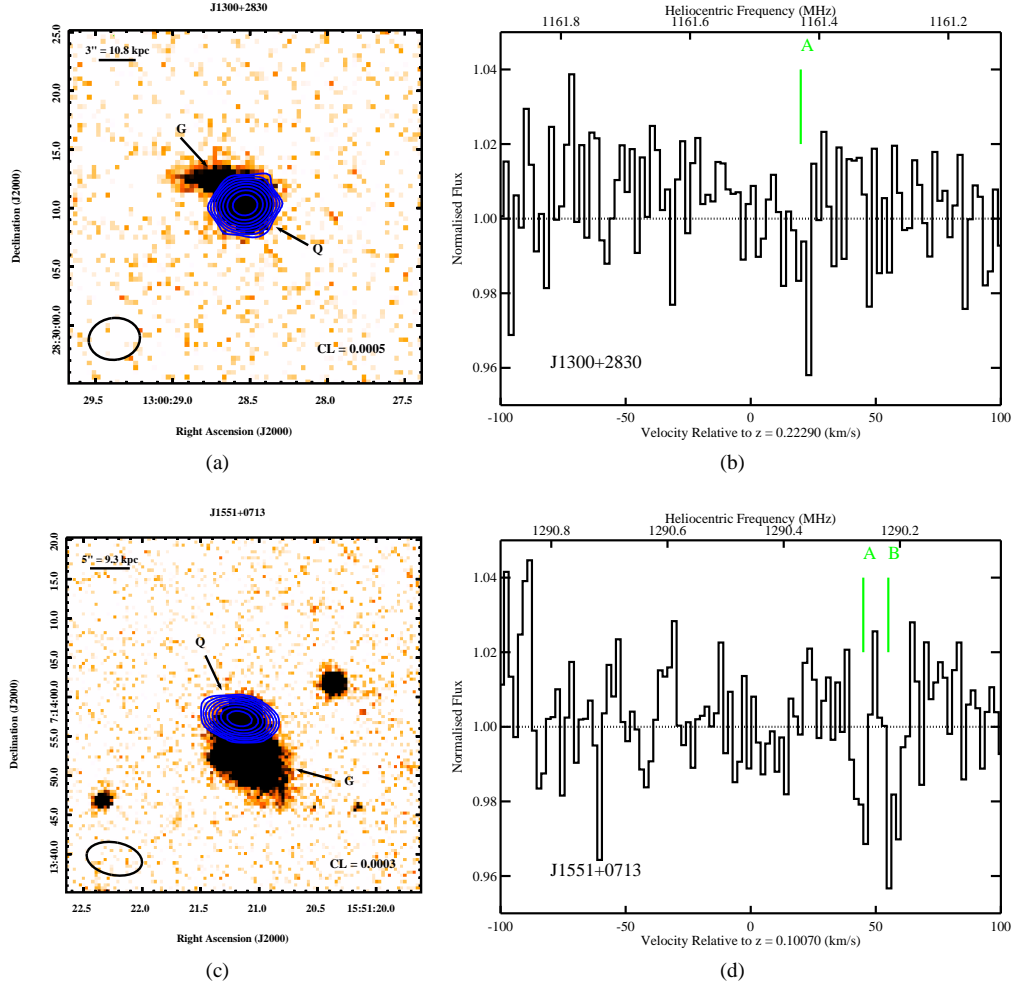 J1300+2830
3" = 10.8 kpc
G
Q
CL = 0.0005
25.0
20.0
15.0
10.0
05.0
28:30:00.0
Declination (J2000)
29.5 13:00:29.0 28.5 28.0 27.5
Right Ascension (J2000)
(a)
Heliocentric Frequency (MHz)
1161.8 1161.6 1161.4 1161.2
A
1.04
1.02
1.00
0.98
0.96
Normalised Flux
J1300+2830
-100 -50 0 50 100
Velocity Relative to z = 0.22290 (km/s)
(b)
J1551+0713
5" = 9.3 kpc
Q
G
CL = 0.0003
20.0
15.0
10.0
05.0
7:14:00.0
55.0
50.0
45.0
13:40.0
Declination (J2000)
22.5 22.0 21.5 21.0 20.5 15:51:20.0
Right Ascension (J2000)
(c)
Heliocentric Frequency (MHz)
1290.8 1290.6 1290.4 1290.2
A B
1.04
1.02
1.00
0.98
0.96
Normalised Flux
J1551+0713
-100 -50 0 50 100
Velocity Relative to z = 0.10070 (km/s)
(d)